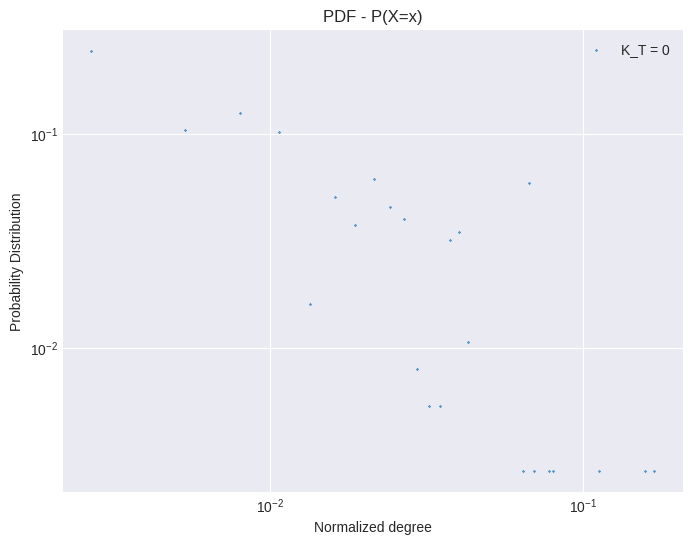 PDF - P(X=x)
K_T = 0
Probability Distribution
10⁻¹
10⁻²
10⁻²
10⁻¹
Normalized degree